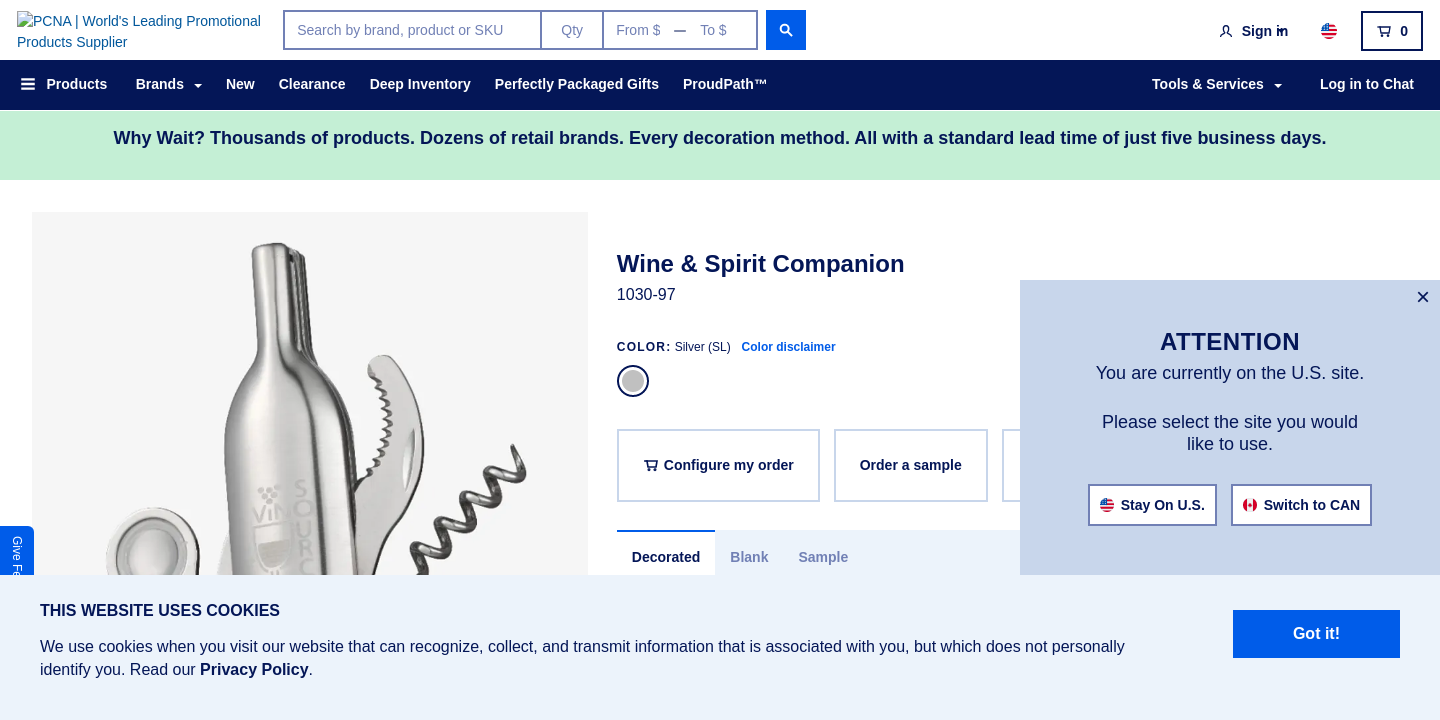 PCNA | World's Leading Promotional
Products Supplier
Search by brand, product or SKU
Qty
From $ — To $
Sign in
0
Products
Brands
New
Clearance
Deep Inventory
Perfectly Packaged Gifts
ProudPath™
Tools & Services
Log in to Chat
Why Wait? Thousands of products. Dozens of retail brands. Every decoration method. All with a standard lead time of just five business days.
Wine & Spirit Companion
1030-97
COLOR: Silver (SL) Color disclaimer
Configure my order
Order a sample
Decorated
Blank
Sample
ATTENTION
You are currently on the U.S. site.
Please select the site you would
like to use.
Stay On U.S.
Switch to CAN
THIS WEBSITE USES COOKIES
We use cookies when you visit our website that can recognize, collect, and transmit information that is associated with you, but which does not personally
identify you. Read our Privacy Policy.
Got it!